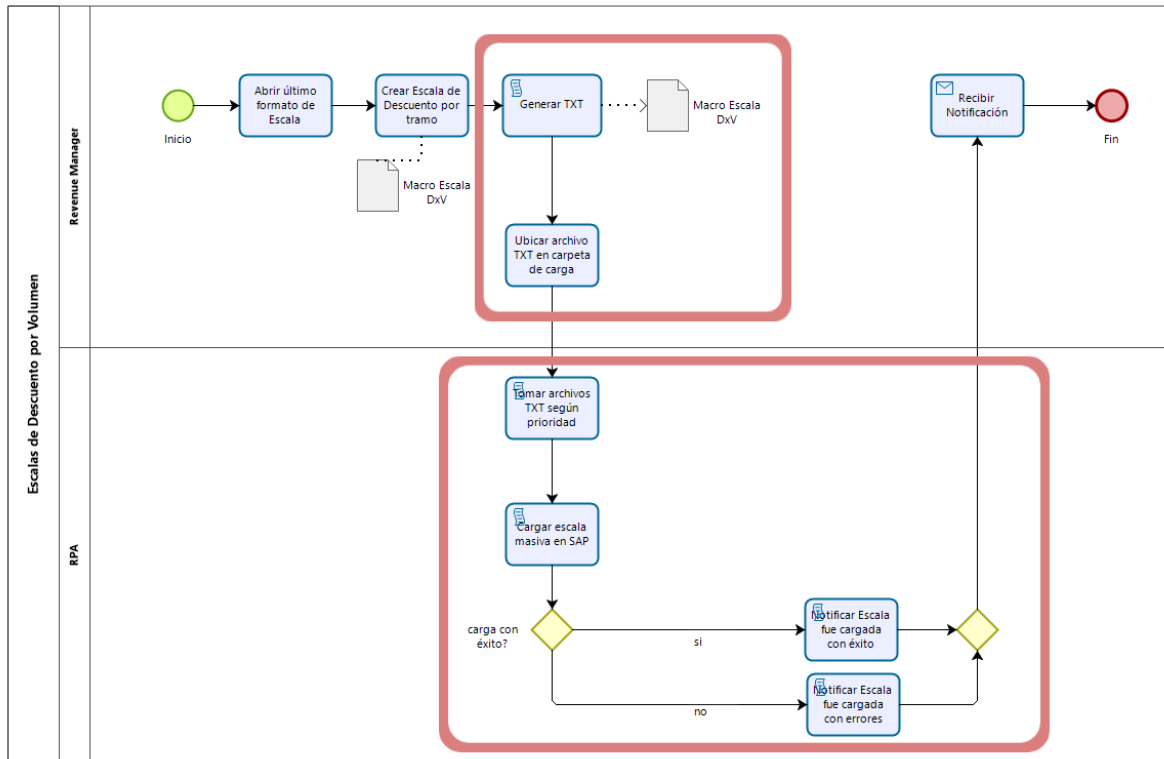 Escalas de Descuento por Volumen
Revenue Manager
Inicio
Abrir último
formato de
Escala
Crear Escala de
Descuento por
tramo
Macro Escala
DxV
Generar TXT
Macro Escala
DxV
Ubicar archivo
TXT en carpeta
de carga
Recibir
Notificación
Fin
RPA
Tomar archivos
TXT según
prioridad
Cargar escala
masiva en SAP
carga con
éxito?
si
Notificar Escala
fue cargada
con éxito
no
Notificar Escala
fue cargada
con errores